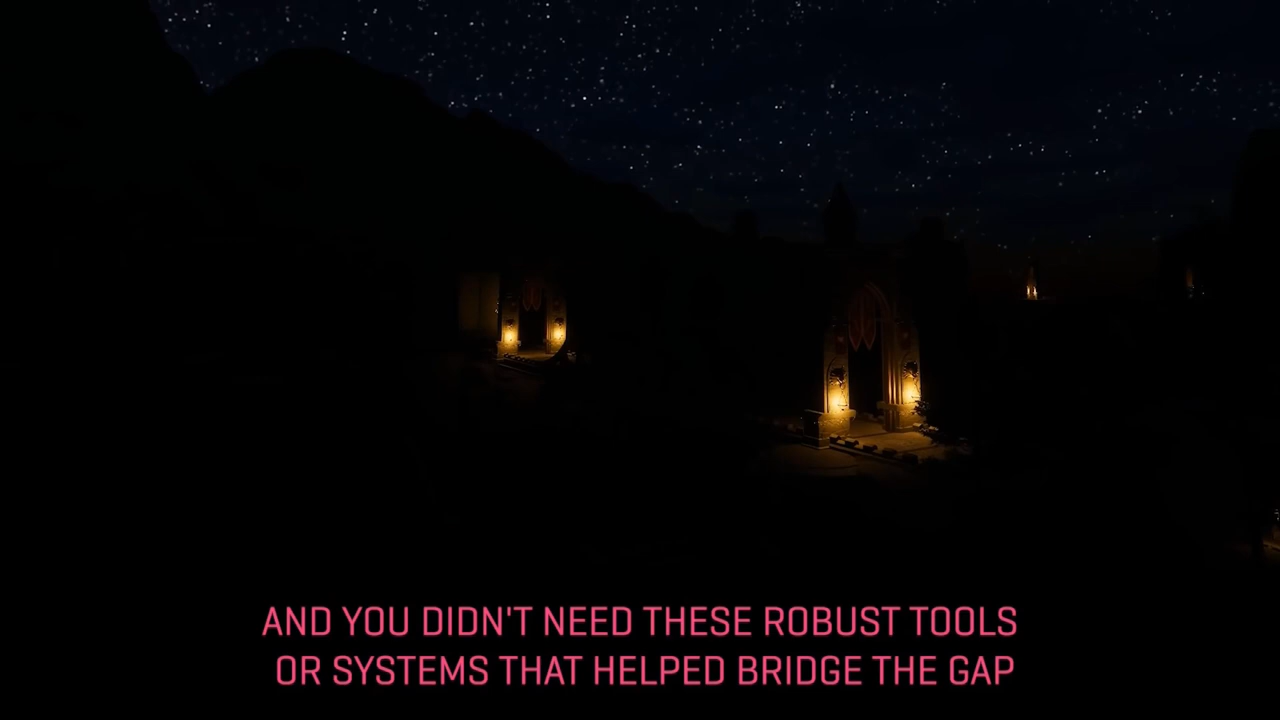 AND YOU DIDN'T NEED THESE ROBUST TOOLS
OR SYSTEMS THAT HELPED BRIDGE THE GAP